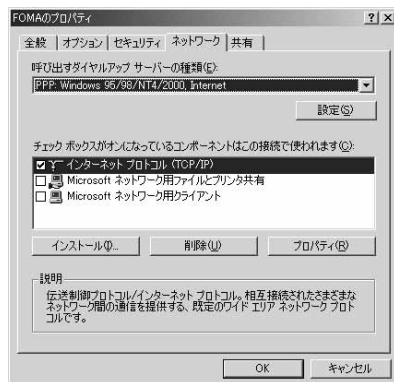 FOMAのプロパティ
全般 オプション セキュリティ ネットワーク 共有
呼び出すダイヤルアップ サーバーの種類(E):
PPP: Windows 95/98/NT4/2000, Internet
設定(S)
チェック ボックスがオンになっているコンポーネントはこの接続で使われます(C):
インターネット プロトコル (TCP/IP)
Microsoft ネットワーク用ファイルとプリンタ共有
Microsoft ネットワーク用クライアント
インストール(I)... 削除(U) プロパティ(R)
説明
伝送制御プロトコル/インターネット プロトコル。相互接続されたさまざまな
ネットワーク間の通信を提供する、既定のワイド エリア ネットワーク プロト
コルです。
OK キャンセル